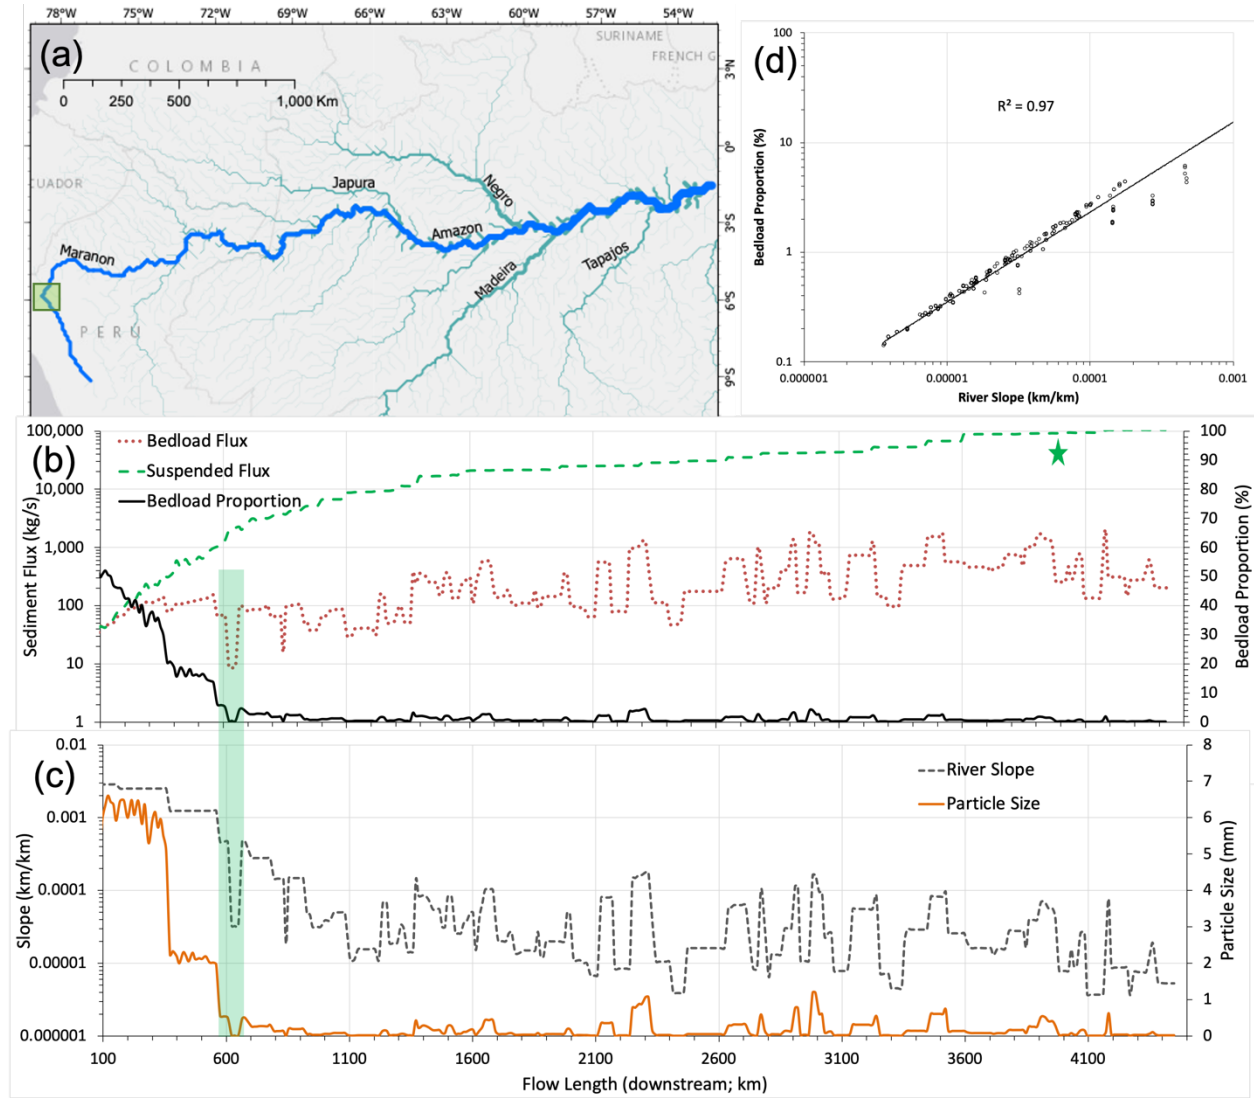 78°W 75°W 72°W 69°W 66°W 63°W 60°W 57°W 54°W
(a)
COLOMBIA
SURINAME
FRENCH G
0 250 500 1,000 Km
3°N
0°
3°S
6°S
9°S
CUADOR
PERU
Japura
Negro
Maranon
Amazon
Madeira
Tapajos
(d)
R² = 0.97
100
10
1
0.1
Bedload Proportion (%)
0.000001 0.00001 0.0001 0.001
River Slope (km/km)
(b)
Bedload Flux
Suspended Flux
Bedload Proportion
100,000
10,000
1,000
100
10
1
Sediment Flux (kg/s)
100
90
80
70
60
50
40
30
20
10
0
Bedload Proportion (%)
(c)
River Slope
Particle Size
0.01
0.001
0.0001
0.00001
0.000001
Slope (km/km)
8
7
6
5
4
3
2
1
0
Particle Size (mm)
100 600 1100 1600 2100 2600 3100 3600 4100
Flow Length (downstream; km)